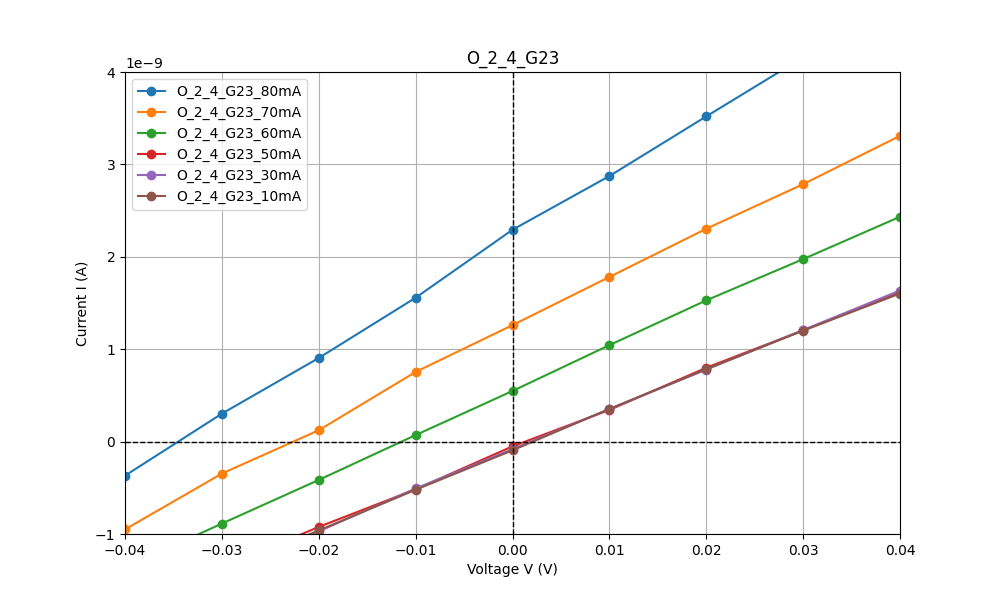 O_2_4_G23
1e−9
4
3
2
1
0
−1
Current I (A)
O_2_4_G23_80mA
O_2_4_G23_70mA
O_2_4_G23_60mA
O_2_4_G23_50mA
O_2_4_G23_30mA
O_2_4_G23_10mA
−0.04 −0.03 −0.02 −0.01 0.00 0.01 0.02 0.03 0.04
Voltage V (V)